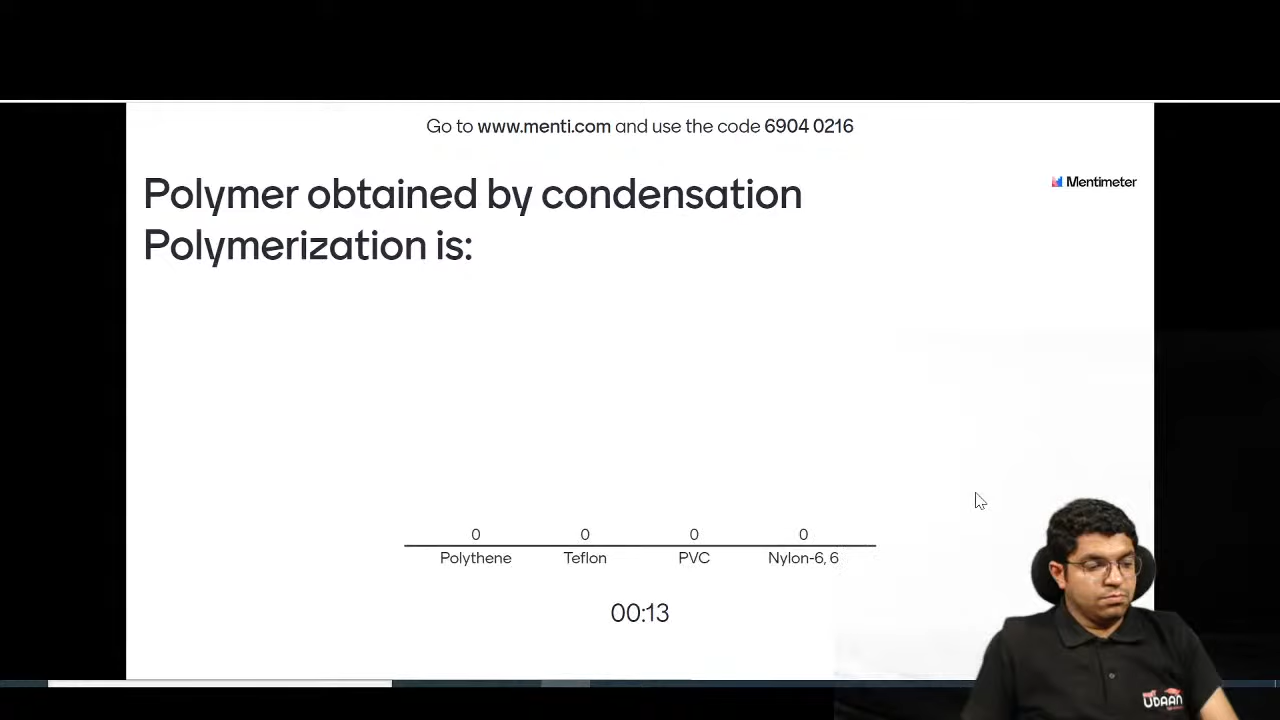 Go to www.menti.com and use the code 6904 0216
Mentimeter
Polymer obtained by condensation
Polymerization is:
0 0 0 0
Polythene Teflon PVC Nylon-6, 6
00:13
UDAAN